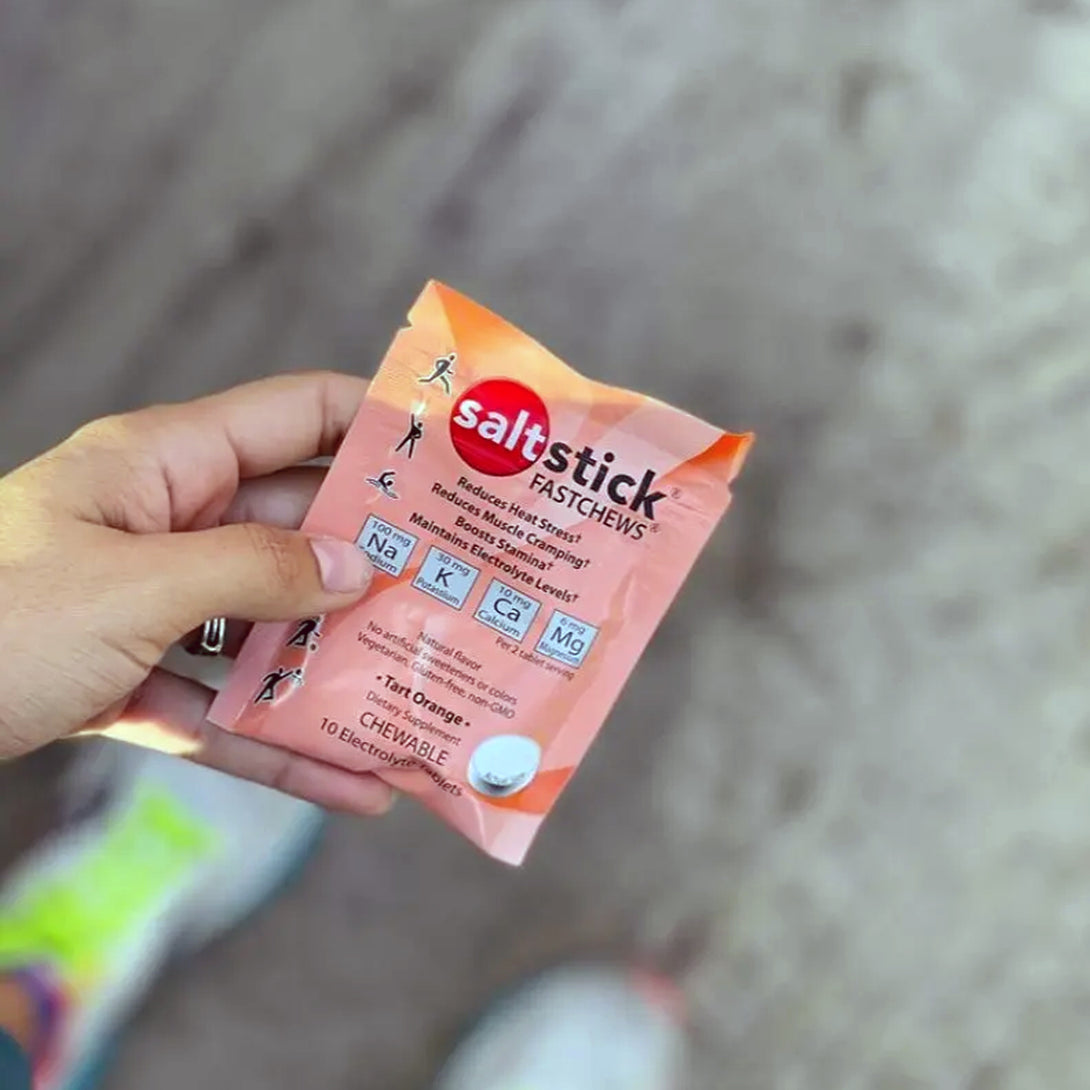 saltstick®
FASTCHEWS®
Reduces Heat Stress†
Reduces Muscle Cramping†
Boosts Stamina†
Maintains Electrolyte Levels†
100 mg
Na
30 mg
K
Potassium
10 mg
Ca
Calcium
6 mg
Mg
Magnesium
Per 2 tablet serving
Natural flavor
No artificial sweeteners or colors
Vegetarian, Gluten-free, non-GMO
• Tart Orange •
Dietary Supplement
CHEWABLE
10 Electrolyte Tablets